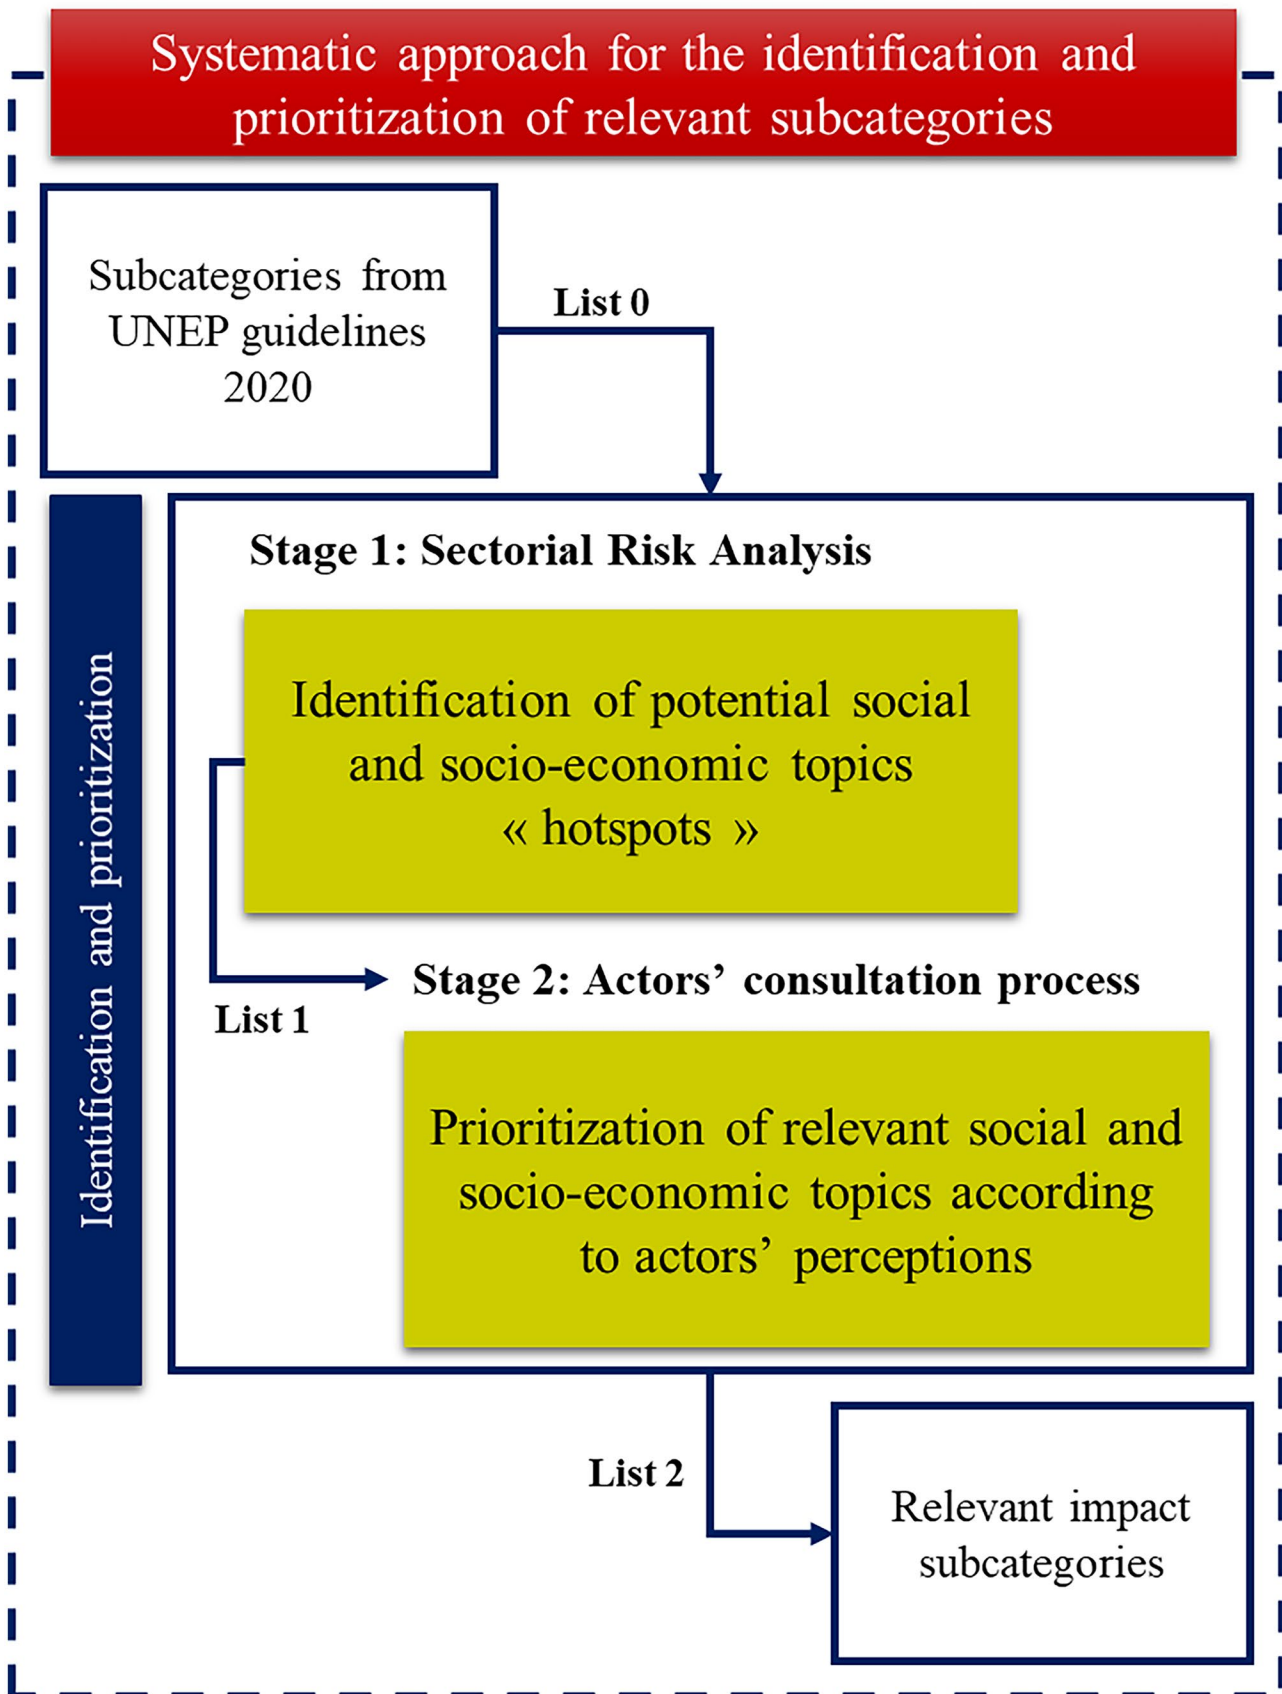 Systematic approach for the identification and
prioritization of relevant subcategories
Subcategories from
UNEP guidelines
2020
List 0
Identification and prioritization
Stage 1: Sectorial Risk Analysis
Identification of potential social
and socio-economic topics
« hotspots »
List 1
Stage 2: Actors’ consultation process
Prioritization of relevant social and
socio-economic topics according
to actors’ perceptions
List 2
Relevant impact
subcategories